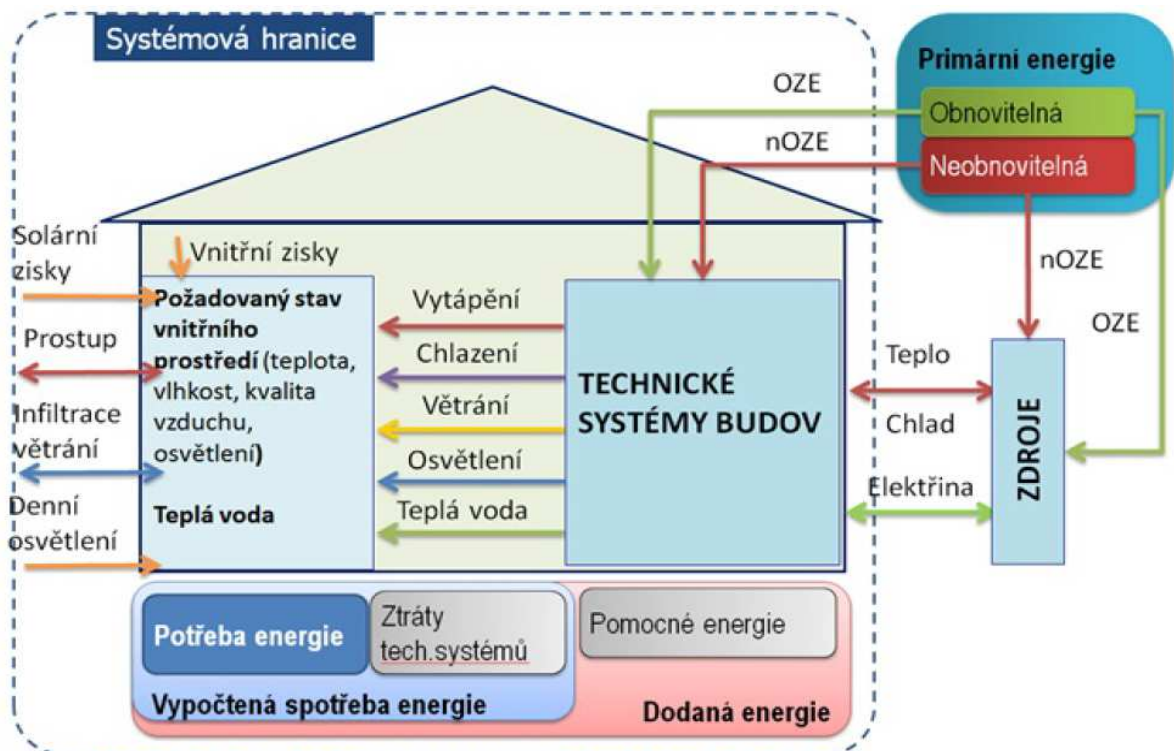 Systémová hranice
Primární energie
OZE
Obnovitelná
nOZE
Neobnovitelná
Solární
zisky
Vnitřní zisky
nOZE
OZE
Požadovaný stav
vnitřního
prostředí (teplota,
vlhkost, kvalita
vzduchu,
osvětlení)
Teplá voda
Prostup
Infiltrace
větrání
Denní
osvětlení
Vytápění
Chlazení
Větrání
Osvětlení
Teplá voda
TECHNICKÉ
SYSTÉMY BUDOV
Teplo
Chlad
Elektřina
ZDROJE
Potřeba energie
Ztráty
tech.systémů
Pomocné energie
Vypočtená spotřeba energie
Dodaná energie